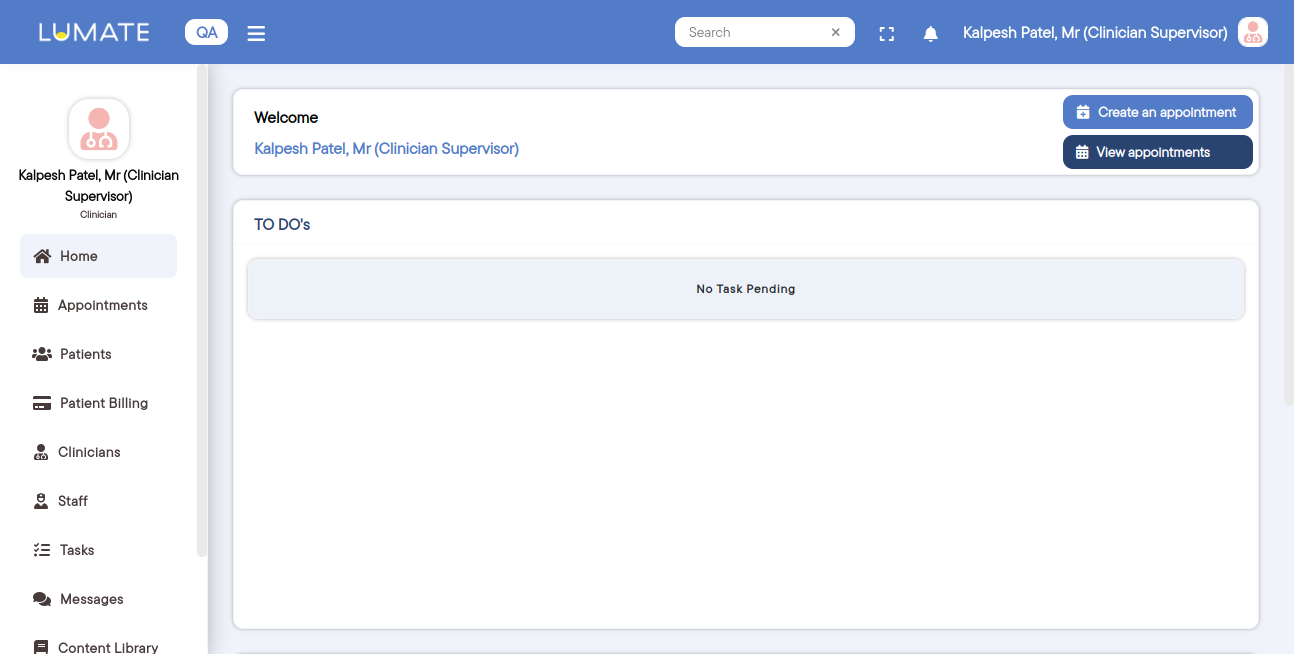 LUMATE
QA
Search
Kalpesh Patel, Mr (Clinician Supervisor)
Kalpesh Patel, Mr (Clinician
Supervisor)
Clinician
Home
Appointments
Patients
Patient Billing
Clinicians
Staff
Tasks
Messages
Content Library
Welcome
Kalpesh Patel, Mr (Clinician Supervisor)
Create an appointment
View appointments
TO DO's
No Task Pending